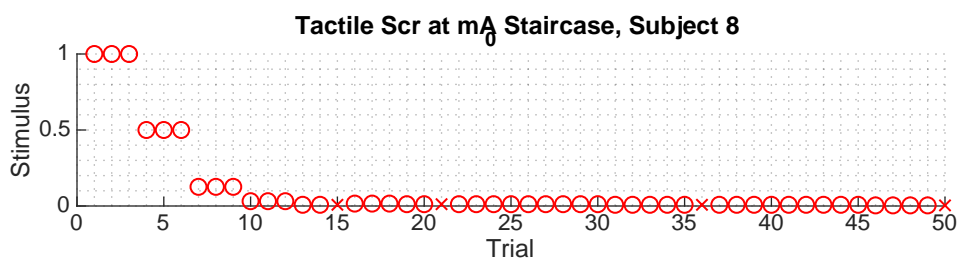 Tactile Scr at mA0 Staircase, Subject 8
1
0.5
0
Stimulus
0 5 10 15 20 25 30 35 40 45 50
Trial